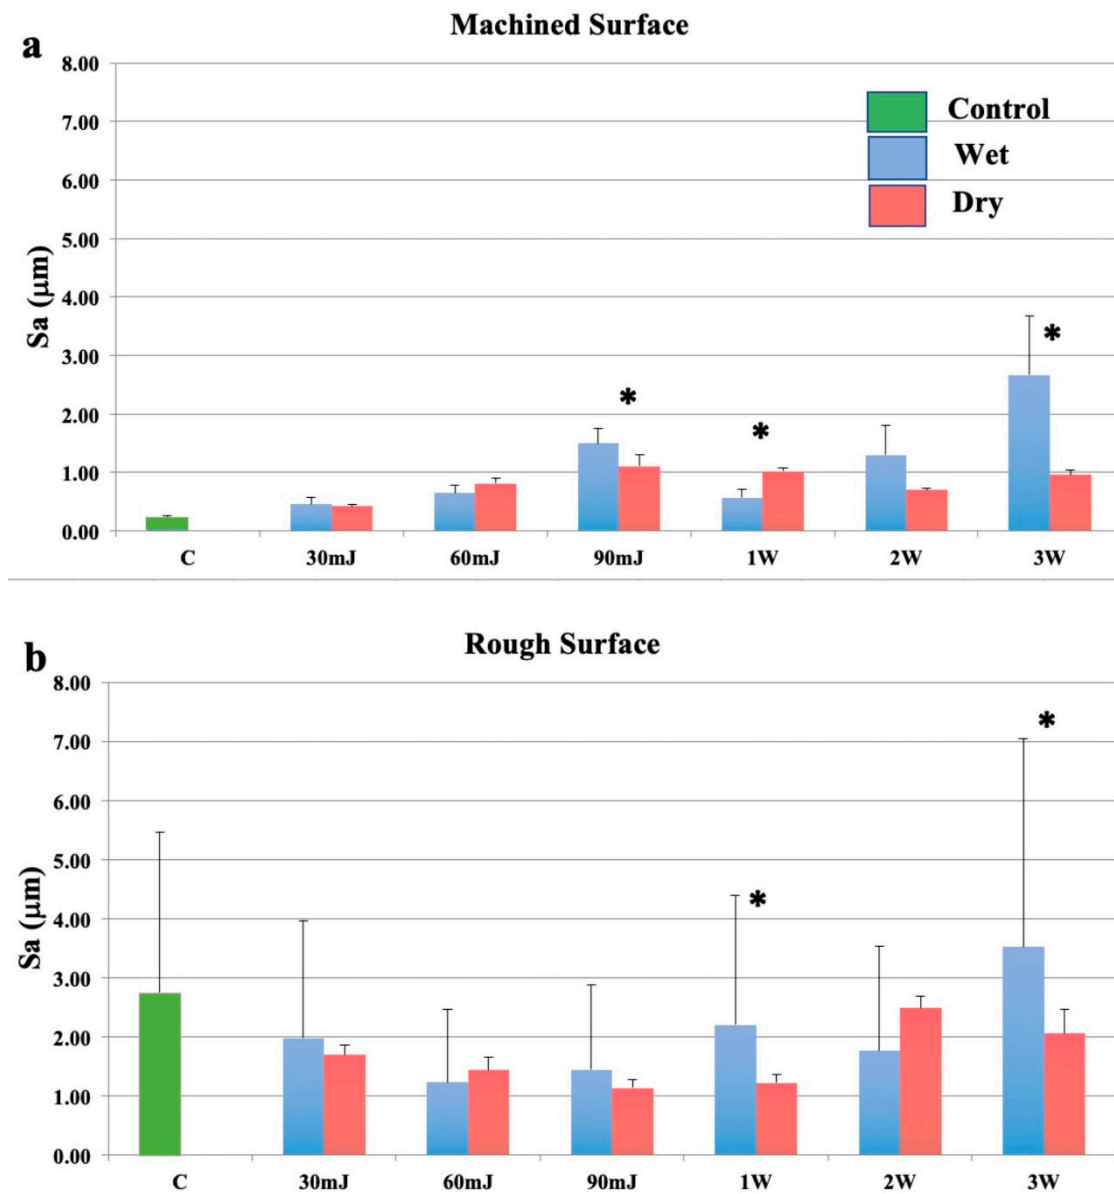 Machined Surface
a
8.00
7.00
6.00
5.00
4.00
3.00
2.00
1.00
0.00
Sa (μm)
Control
Wet
Dry
*
*
*
C 30mJ 60mJ 90mJ 1W 2W 3W
Rough Surface
b
8.00
7.00
6.00
5.00
4.00
3.00
2.00
1.00
0.00
Sa (μm)
*
*
C 30mJ 60mJ 90mJ 1W 2W 3W